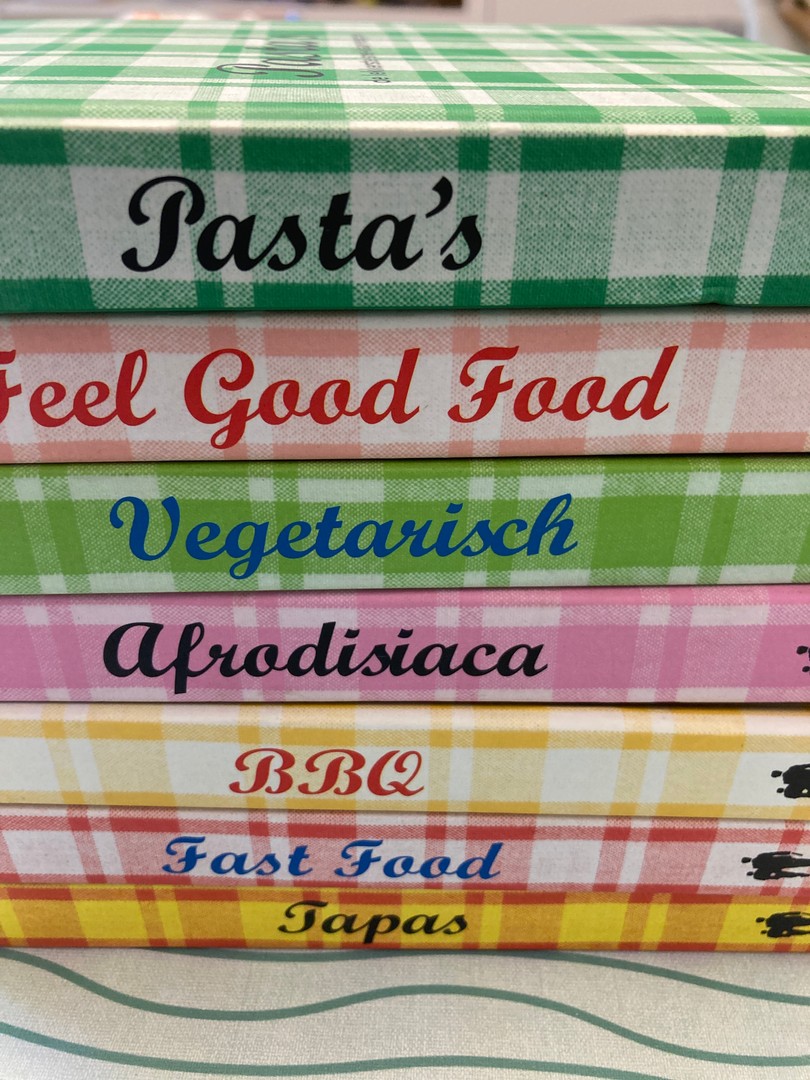 Pasta's
Feel Good Food
Vegetarisch
Afrodisiaca
BBQ
Fast Food
Tapas